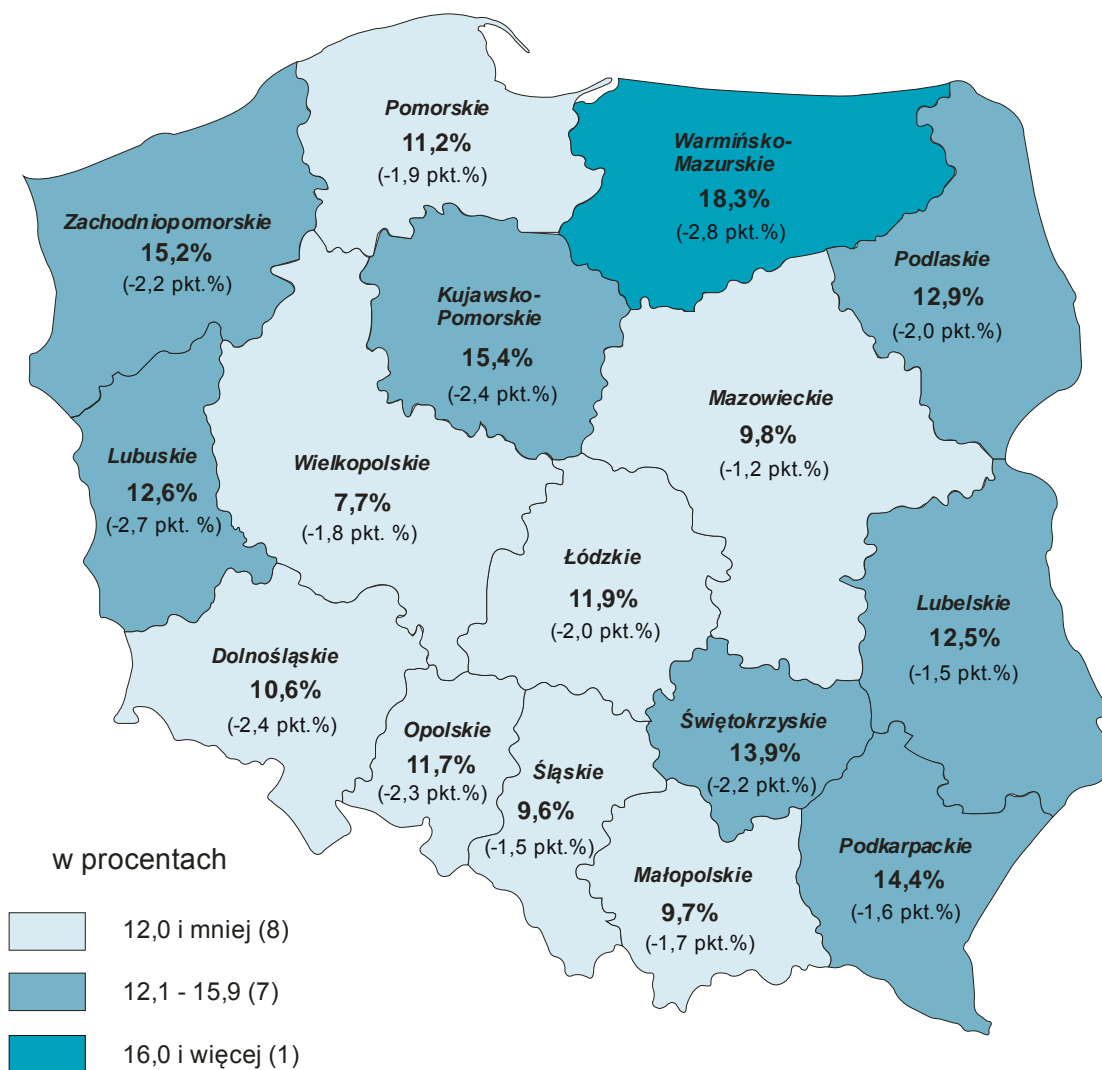 Pomorskie
11,2%
(-1,9 pkt.%)
Warmińsko-
Mazurskie
18,3%
(-2,8 pkt.%)
Zachodniopomorskie
15,2%
(-2,2 pkt.%)
Podlaskie
12,9%
(-2,0 pkt.%)
Kujawsko-
Pomorskie
15,4%
(-2,4 pkt.%)
Mazowieckie
9,8%
(-1,2 pkt.%)
Lubuskie
12,6%
(-2,7 pkt. %)
Wielkopolskie
7,7%
(-1,8 pkt. %)
Łódzkie
11,9%
(-2,0 pkt.%)
Lubelskie
12,5%
(-1,5 pkt.%)
Dolnośląskie
10,6%
(-2,4 pkt.%)
Opolskie
11,7%
(-2,3 pkt.%)
Śląskie
9,6%
(-1,5 pkt.%)
Świętokrzyskie
13,9%
(-2,2 pkt.%)
Małopolskie
9,7%
(-1,7 pkt.%)
Podkarpackie
14,4%
(-1,6 pkt.%)
w procentach
12,0 i mniej (8)
12,1 - 15,9 (7)
16,0 i więcej (1)